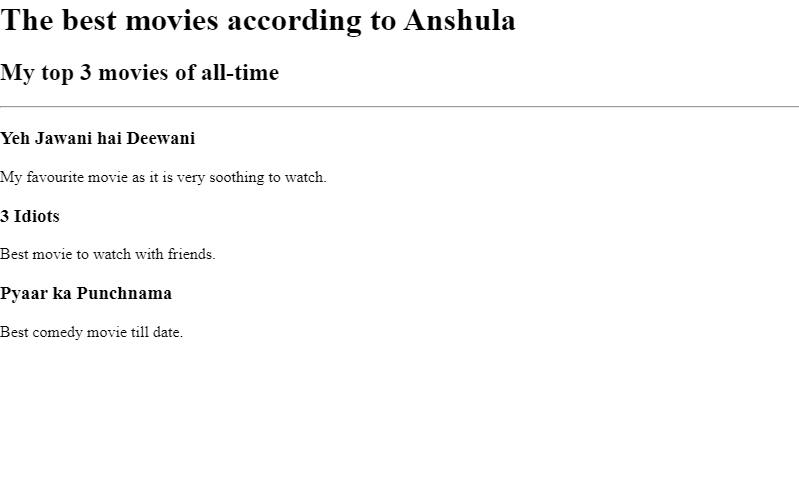 The best movies according to Anshula
My top 3 movies of all-time
Yeh Jawani hai Deewani
My favourite movie as it is very soothing to watch.
3 Idiots
Best movie to watch with friends.
Pyaar ka Punchnama
Best comedy movie till date.